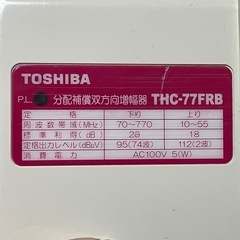 TOSHIBA
P.L. 分配補償双方向増幅器 THC-77FRB
定格 下り 上り
周波数帯域(MHz) 70~770 10~55
標準利得(dB) 26 18
定格出力レベル(dBμV) 95(74波) 112(2波)
消費電力 AC100V 5(W)